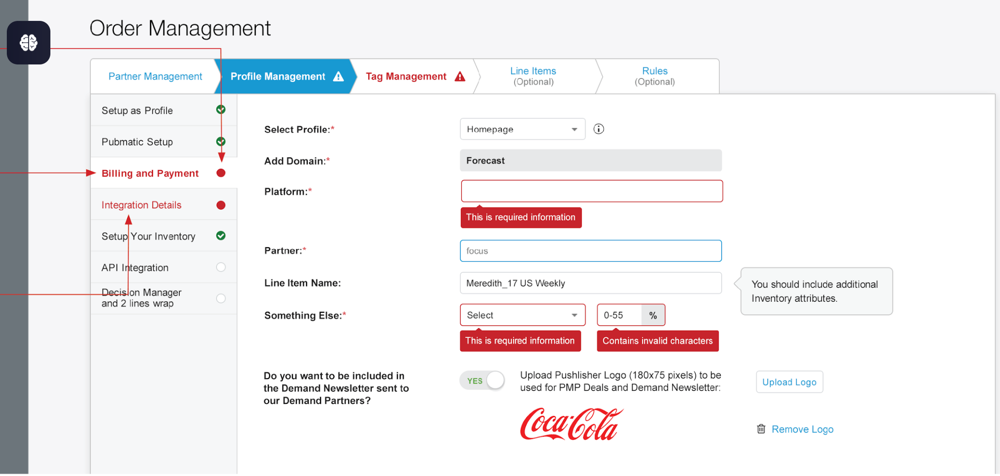 Order Management
Partner Management
Profile Management
Tag Management
Line Items
(Optional)
Rules
(Optional)
Setup as Profile
Pubmatic Setup
Billing and Payment
Integration Details
Setup Your Inventory
API Integration
Decision Manager
and 2 lines wrap
Select Profile:*
Homepage
Add Domain:*
Forecast
Platform:*
This is required information
Partner:*
focus
Line Item Name:
Meredith_17 US Weekly
You should include additional
Inventory attributes.
Something Else:*
Select
0-55
%
This is required information
Contains invalid characters
Do you want to be included in
the Demand Newsletter sent to
our Demand Partners?
YES
Upload Pushlisher Logo (180x75 pixels) to be
used for PMP Deals and Demand Newsletter:
Upload Logo
Coca-Cola
Remove Logo